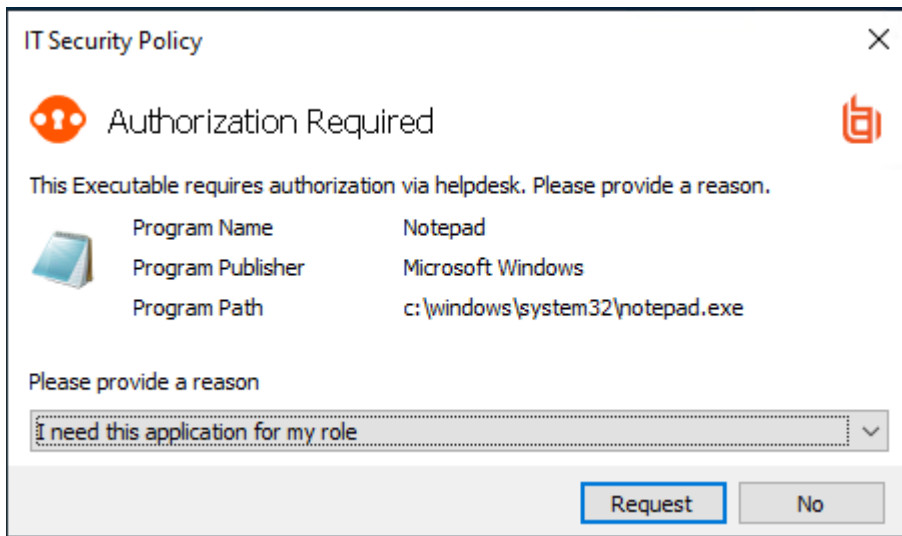 IT Security Policy
Authorization Required
This Executable requires authorization via helpdesk. Please provide a reason.
Program Name Notepad
Program Publisher Microsoft Windows
Program Path c:\windows\system32\notepad.exe
Please provide a reason
I need this application for my role
Request No